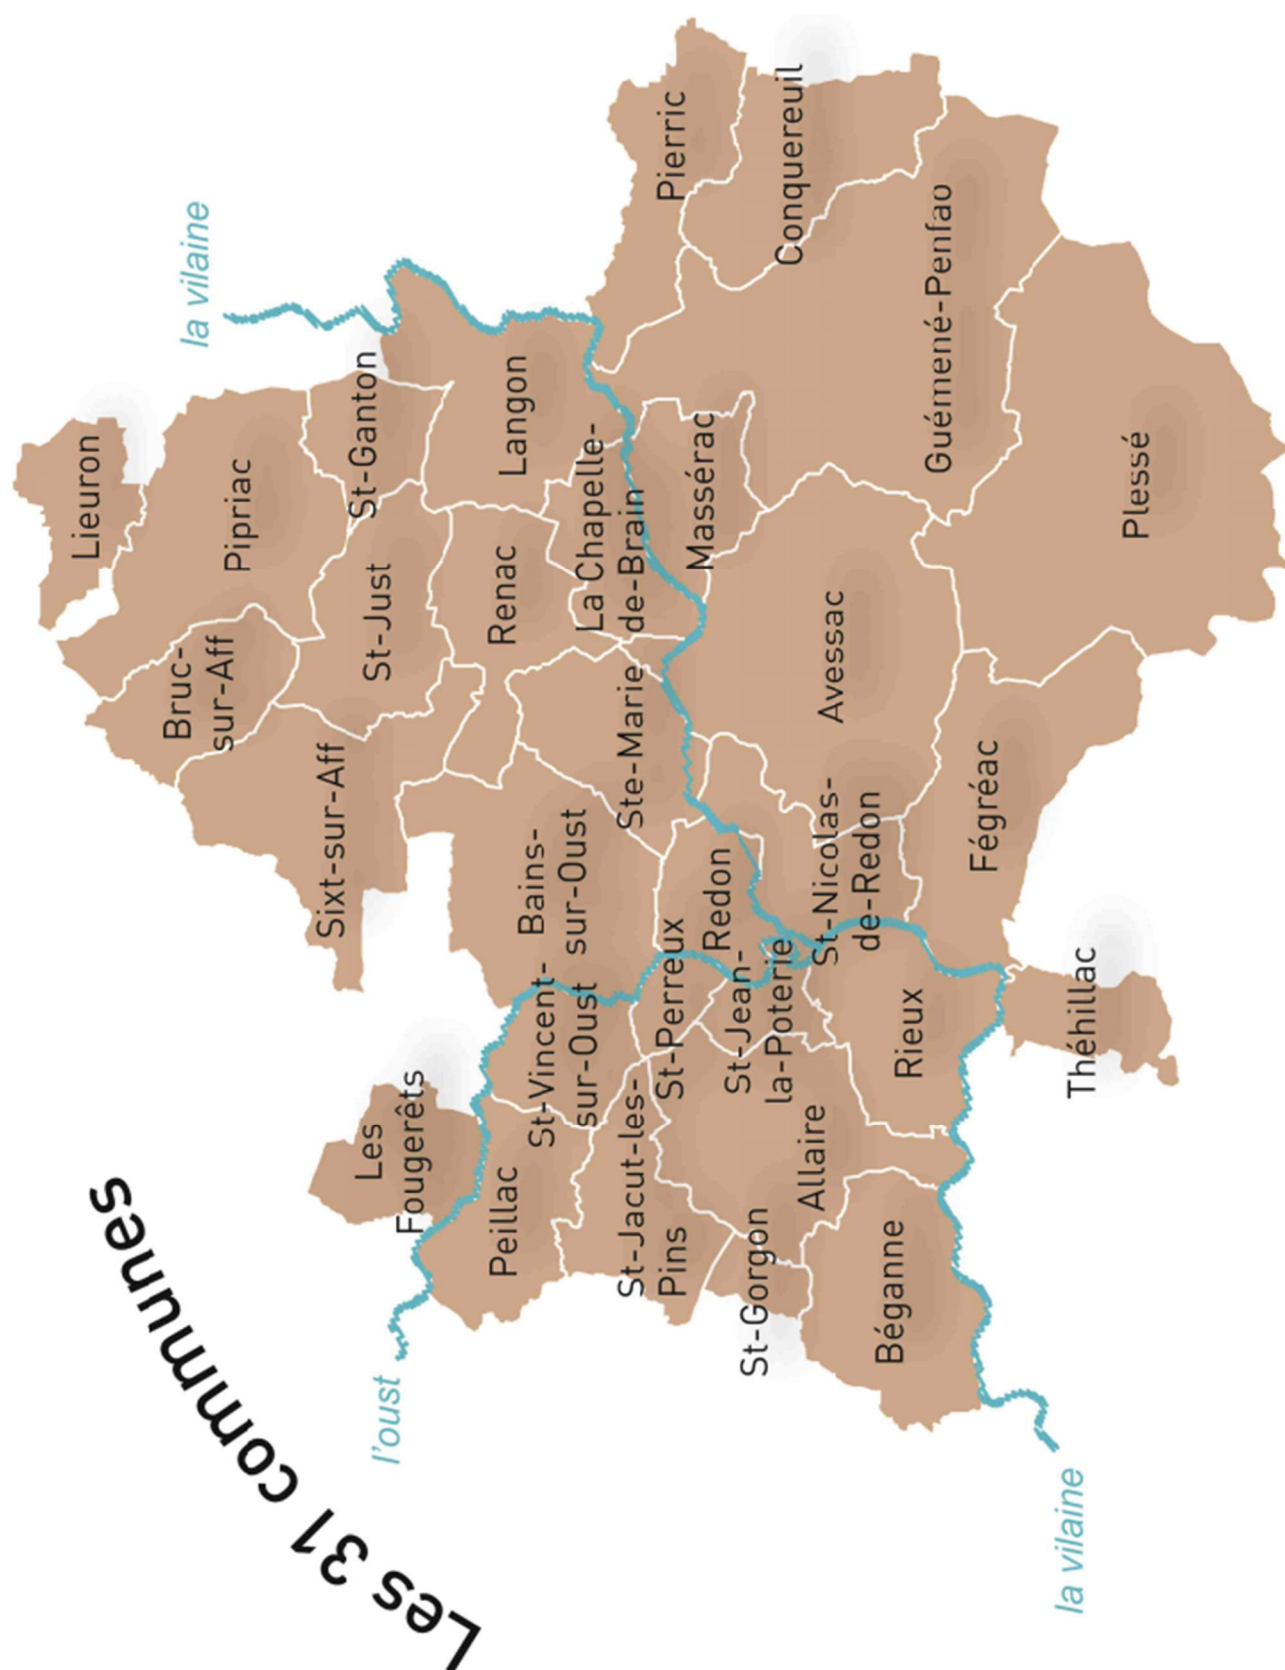 Les 31 communes
la vilaine
Lieuron
Pipriac
Bruc-
sur-Aff
St-Ganton
St-Just
Sixt-sur-Aff
Langon
Renac
La Chapelle-
de-Brain
Ste-Marie
Bains-
sur-Oust
Les
Fougerêts
l'oust
Peillac
St-Vincent-
sur-Oust
St-Jacut-les-
Pins
St-Perreux
Redon
St-Jean-
la-Poterie
St-Nicolas-
de-Redon
Allaire
St-Gorgon
Béganne
Rieux
Théhillac
Fégréac
Avessac
Massérac
Pierric
Conquereuil
Guémené-Penfao
Plessé
la vilaine